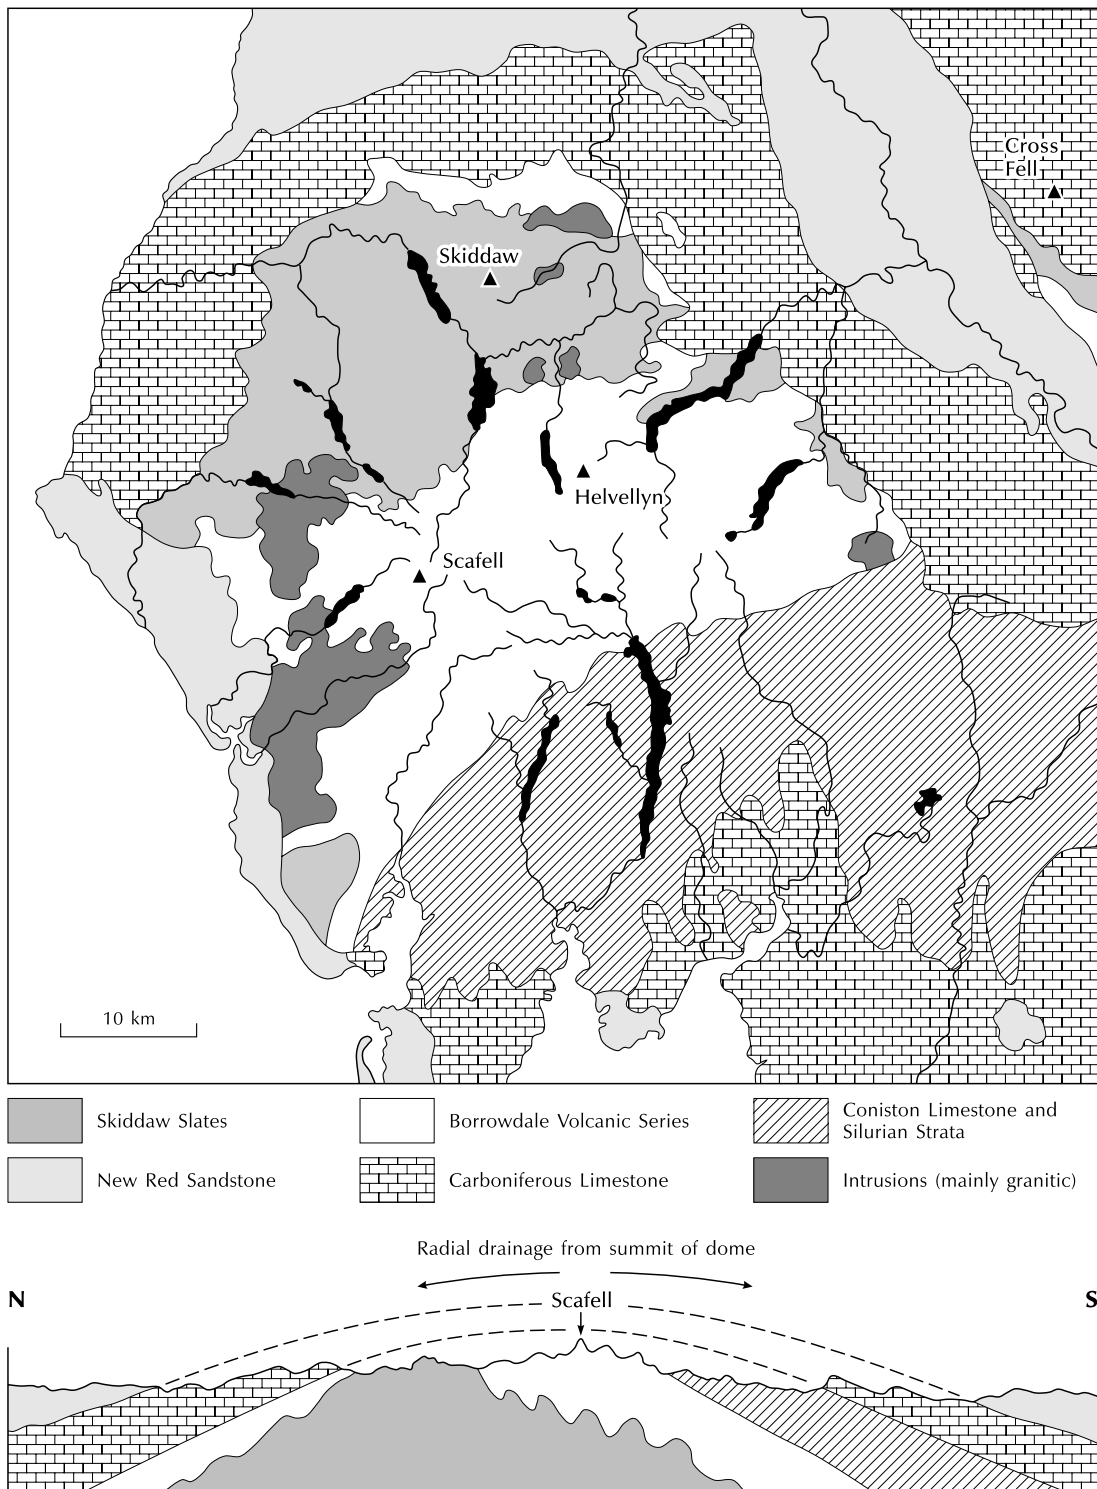 Cross
Fell
Skiddaw
Helvellyn
Scafell
10 km
Skiddaw Slates
Borrowdale Volcanic Series
Coniston Limestone and
Silurian Strata
New Red Sandstone
Carboniferous Limestone
Intrusions (mainly granitic)
Radial drainage from summit of dome
N
Scafell
S